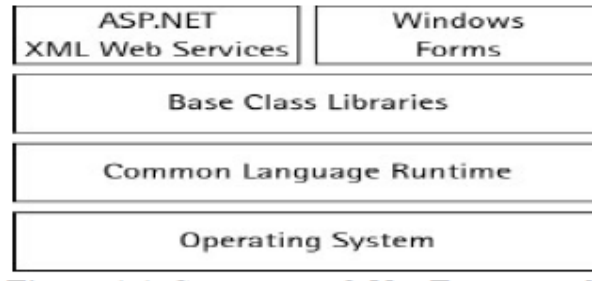 ASP.NET
XML Web Services
Windows
Forms
Base Class Libraries
Common Language Runtime
Operating System